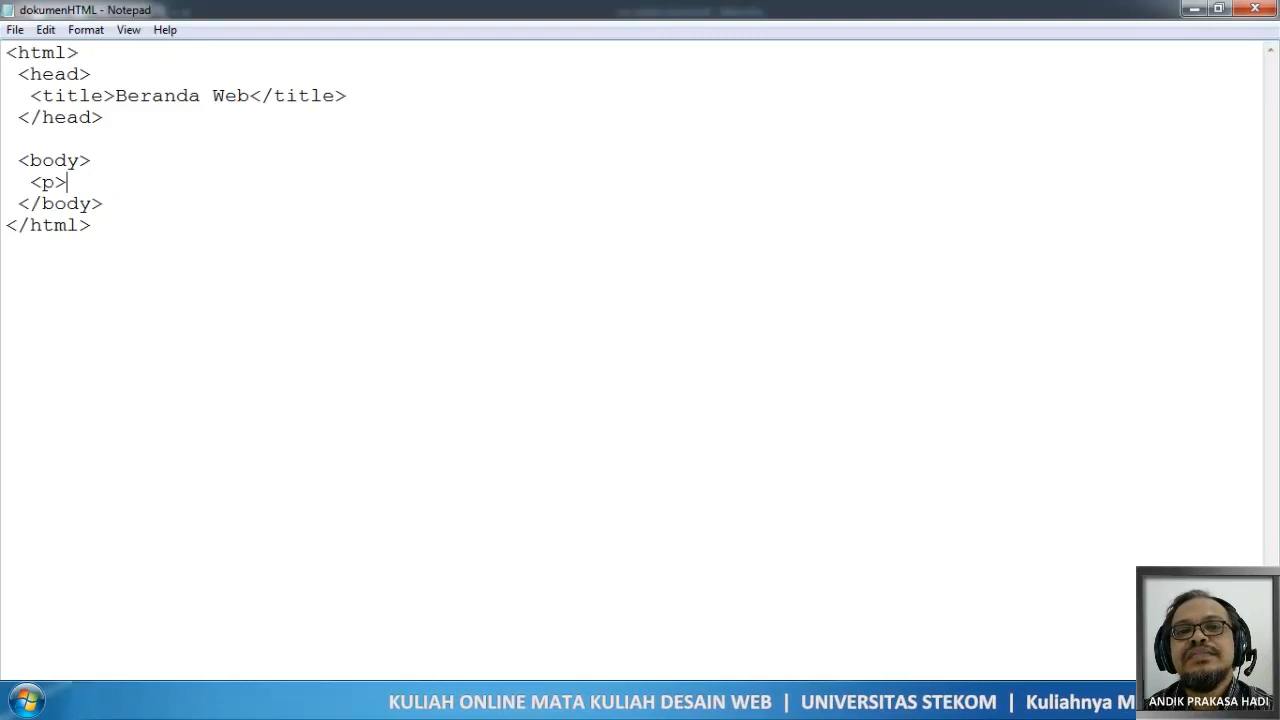 dokumenHTML - Notepad
File Edit Format View Help
<html>
<head>
<title>Beranda Web</title>
</head>
<body>
<p>
</body>
</html>
KULIAH ONLINE MATA KULIAH DESAIN WEB | UNIVERSITAS STEKOM | Kuliahnya M
ANDIK PRAKASA HADI